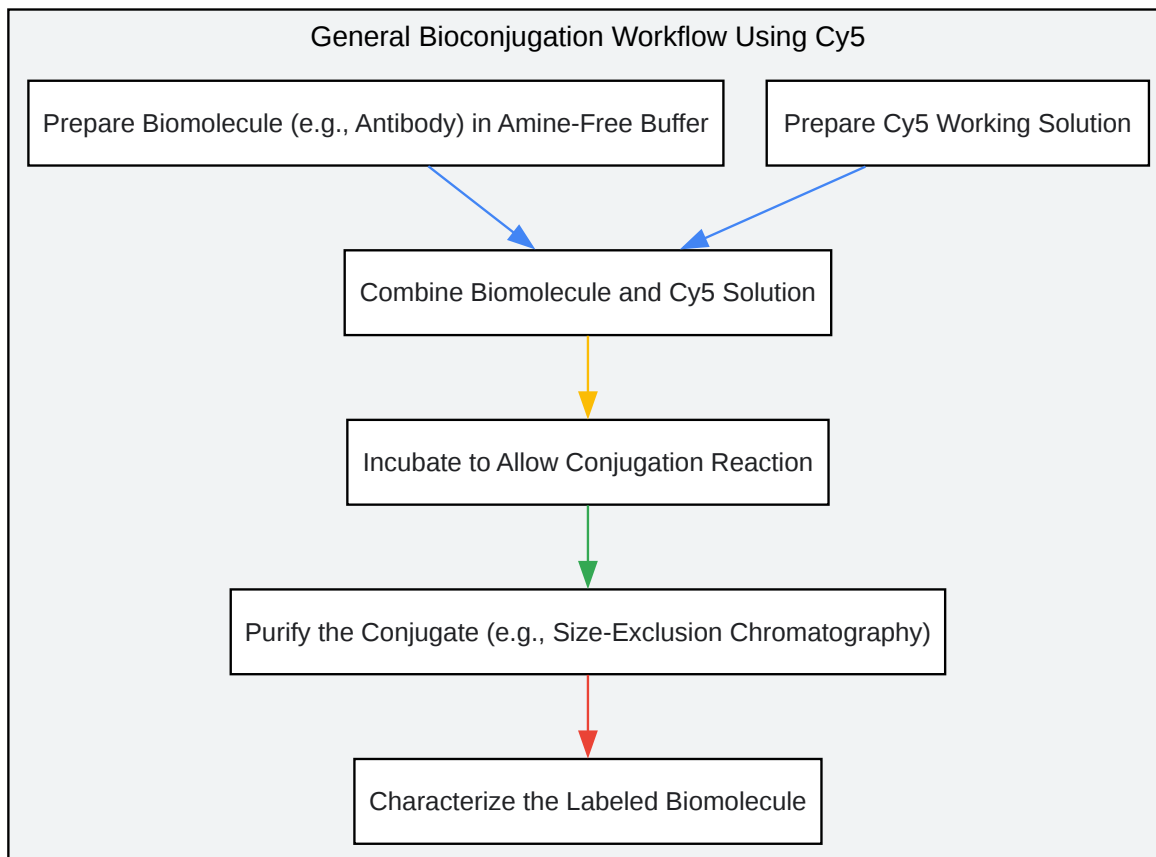 General Bioconjugation Workflow Using Cy5
Prepare Biomolecule (e.g., Antibody) in Amine-Free Buffer
Prepare Cy5 Working Solution
Combine Biomolecule and Cy5 Solution
Incubate to Allow Conjugation Reaction
Purify the Conjugate (e.g., Size-Exclusion Chromatography)
Characterize the Labeled Biomolecule